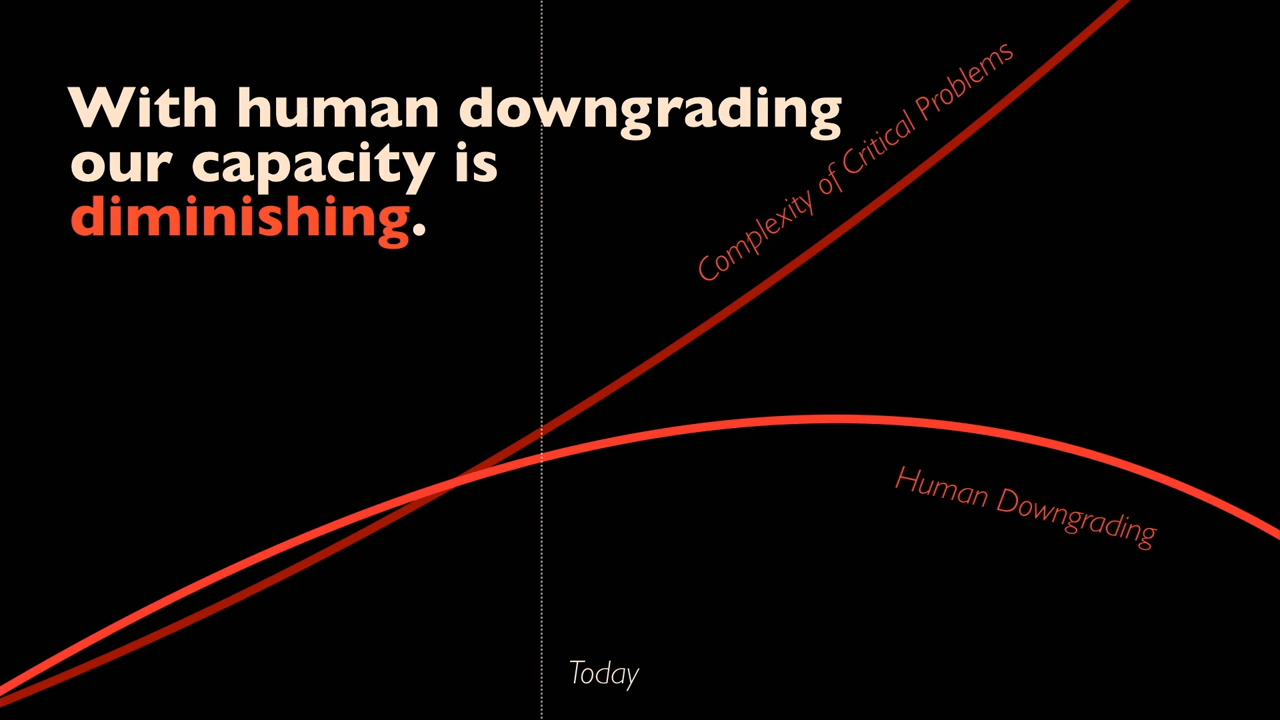 With human downgrading
our capacity is
diminishing.
Complexity of Critical Problems
Human Downgrading
Today